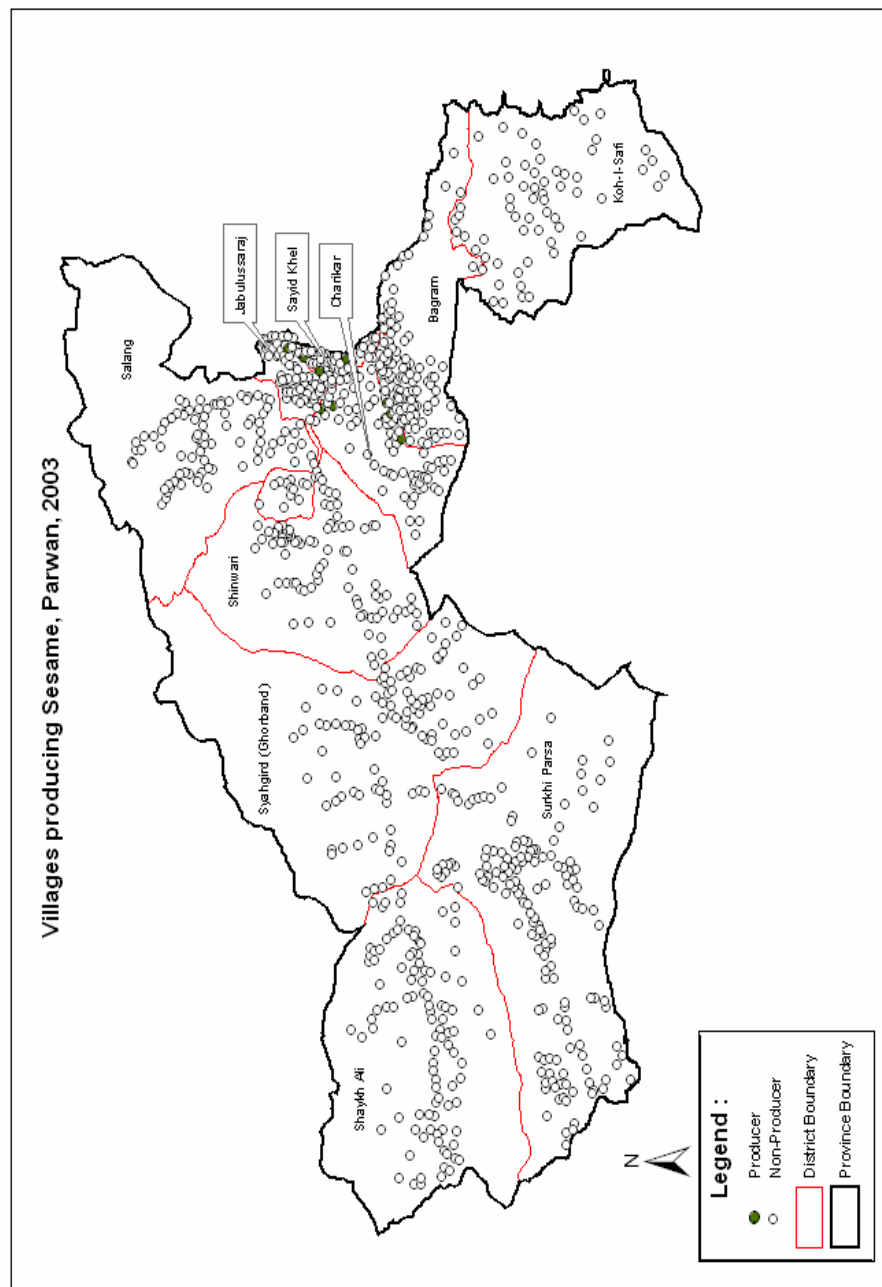 Villages producing Sesame, Parwan, 2003
Salang
Jabulussaraj
Sayid Khel
Charikar
Shinwari
Bagram
Koh-I-Safi
Syahgird (Ghorband)
Surkhi Parsa
Shaykh Ali
N
Legend :
Producer
Non-Producer
District Boundary
Province Boundary